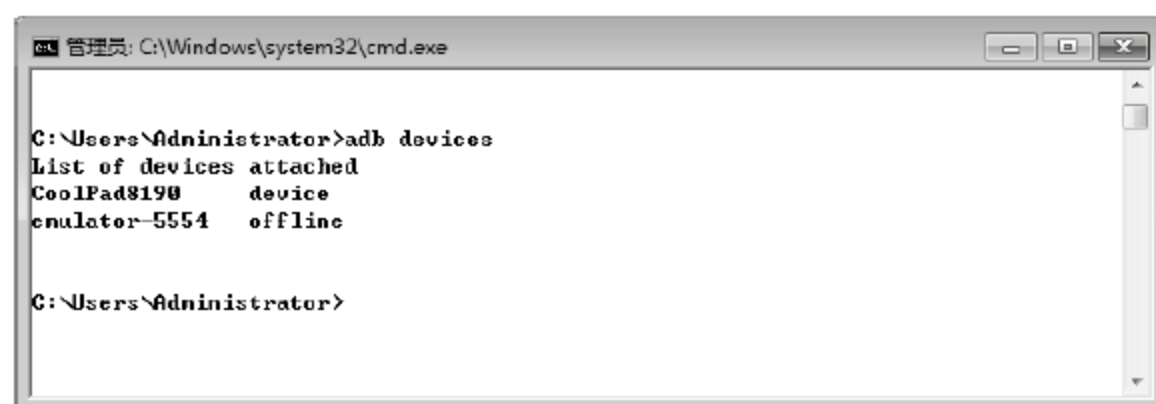 管理员: C:\Windows\system32\cmd.exe
C:\Users\Administrator>adb devices
List of devices attached
CoolPad8190 device
emulator-5554 offline
C:\Users\Administrator>